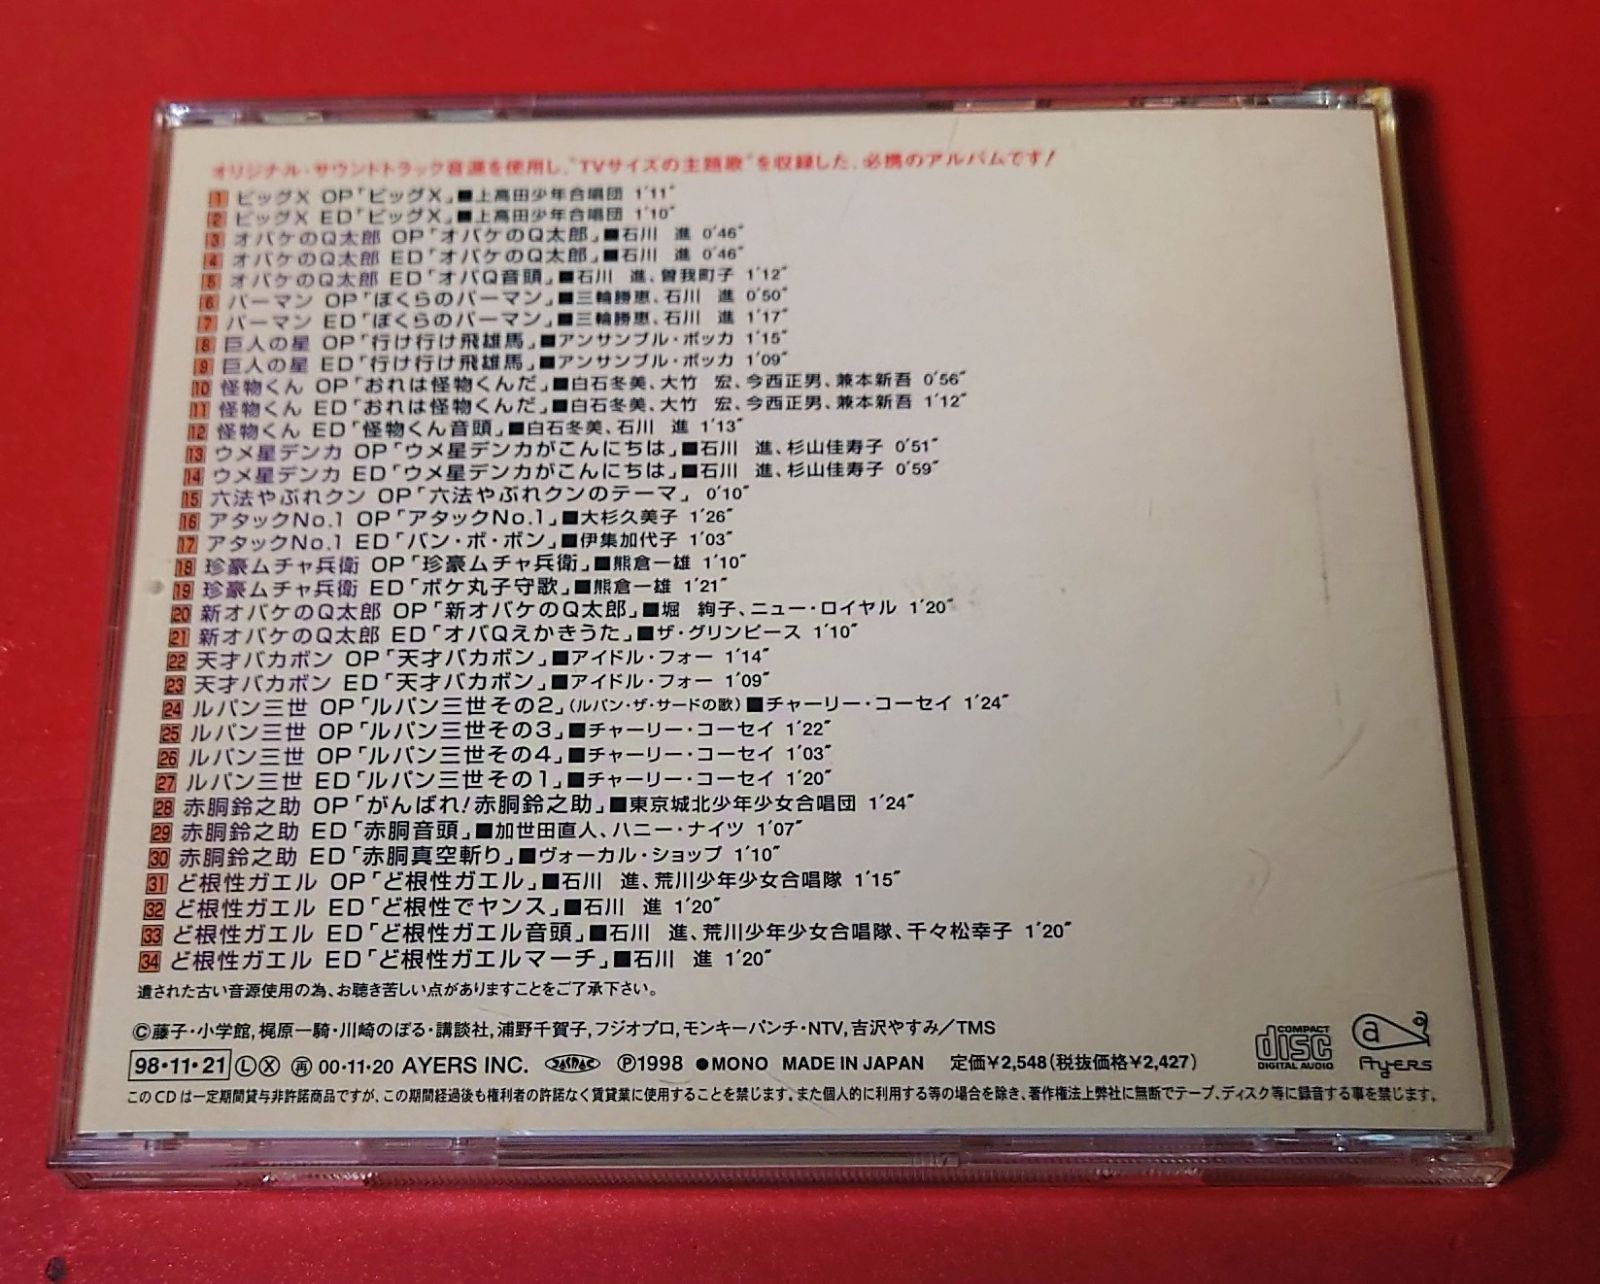 オリジナル・サウンドトラック音源を使用し、"TVサイズの主題歌"を収録した、必携のアルバムです!
1 ビッグX OP「ビッグX」■上高田少年合唱団 1'11"
2 ビッグX ED「ビッグX」■上高田少年合唱団 1'10"
3 オバケのQ太郎 OP「オバケのQ太郎」■石川 進 0'46"
4 オバケのQ太郎 ED「オバケのQ太郎」■石川 進 0'46"
5 オバケのQ太郎 ED「オバQ音頭」■石川 進、曽我町子 1'12"
6 パーマン OP「ぼくらのパーマン」■三輪勝恵、石川 進 0'50"
7 パーマン ED「ぼくらのパーマン」■三輪勝恵、石川 進 1'17"
8 巨人の星 OP「行け行け飛雄馬」■アンサンブル・ボッカ 1'15"
9 巨人の星 ED「行け行け飛雄馬」■アンサンブル・ボッカ 1'09"
10 怪物くん OP「おれは怪物くんだ」■白石冬美、大竹 宏、今西正男、兼本新吾 0'56"
11 怪物くん ED「おれは怪物くんだ」■白石冬美、大竹 宏、今西正男、兼本新吾 1'12"
12 怪物くん ED「怪物くん音頭」■白石冬美、石川 進 1'13"
13 ウメ星デンカ OP「ウメ星デンカがこんにちは」■石川 進、杉山佳寿子 0'51"
14 ウメ星デンカ ED「ウメ星デンカがこんにちは」■石川 進、杉山佳寿子 0'59"
15 六法やぶれクン OP「六法やぶれクンのテーマ」 0'10"
16 アタックNo.1 OP「アタックNo.1」■大杉久美子 1'26"
17 アタックNo.1 ED「バン・ボ・ボン」■伊集加代子 1'03"
18 珍豪ムチャ兵衛 OP「珍豪ムチャ兵衛」■熊倉一雄 1'10"
19 珍豪ムチャ兵衛 ED「ボケ丸子守歌」■熊倉一雄 1'21"
20 新オバケのQ太郎 OP「新オバケのQ太郎」■堀 絢子、ニュー・ロイヤル 1'20"
21 新オバケのQ太郎 ED「オバQえかきうた」■ザ・グリンピース 1'10"
22 天才バカボン OP「天才バカボン」■アイドル・フォー 1'14"
23 天才バカボン ED「天才バカボン」■アイドル・フォー 1'09"
24 ルパン三世 OP「ルパン三世その2」(ルパン・ザ・サードの歌)■チャーリー・コーセイ 1'24"
25 ルパン三世 OP「ルパン三世その3」■チャーリー・コーセイ 1'22"
26 ルパン三世 OP「ルパン三世その4」■チャーリー・コーセイ 1'03"
27 ルパン三世 ED「ルパン三世その1」■チャーリー・コーセイ 1'20"
28 赤胴鈴之助 OP「がんばれ!赤胴鈴之助」■東京城北少年少女合唱団 1'24"
29 赤胴鈴之助 ED「赤胴音頭」■加世田直人、ハニー・ナイツ 1'07"
30 赤胴鈴之助 ED「赤胴真空斬り」■ヴォーカル・ショップ 1'10"
31 ど根性ガエル OP「ど根性ガエル」■石川 進、荒川少年少女合唱隊 1'15"
32 ど根性ガエル ED「ど根性でヤンス」■石川 進 1'20"
33 ど根性ガエル ED「ど根性ガエル音頭」■石川 進、荒川少年少女合唱隊、千々松幸子 1'20"
34 ど根性ガエル ED「ど根性ガエルマーチ」■石川 進 1'20"
遺された古い音源使用の為、お聴き苦しい点がありますことをご了承下さい。
©藤子・小学館,梶原一騎・川崎のぼる・講談社,浦野千賀子,フジオプロ,モンキーパンチ・NTV,吉沢やすみ/TMS
98・11・21 Ⓛ Ⓧ 再 00・11・20 AYERS INC. JASRAC ℗1998 ●MONO MADE IN JAPAN 定価¥2,548(税抜価格¥2,427)
COMPACT disc DIGITAL AUDIO
a AYERS
このCDは一定期間貸与非許諾商品ですが、この期間経過後も権利者の許諾なく賃貸業に使用することを禁じます。また個人的に利用する等の場合を除き、著作権法上弊社に無断でテープ、ディスク等に録音する事を禁じます。